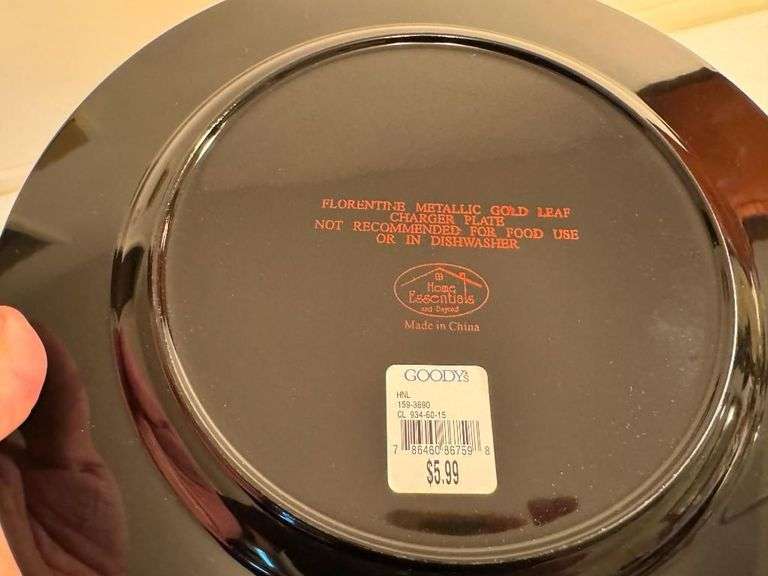 FLORENTINE METALLIC GOLD LEAF
CHARGER PLATE
NOT RECOMMENDED FOR FOOD USE
OR IN DISHWASHER
Home
Essentials
and Beyond
Made in China
GOODY'S
HNL
159-3690
CL 934-60-15
7 86460 86759 8
$5.99